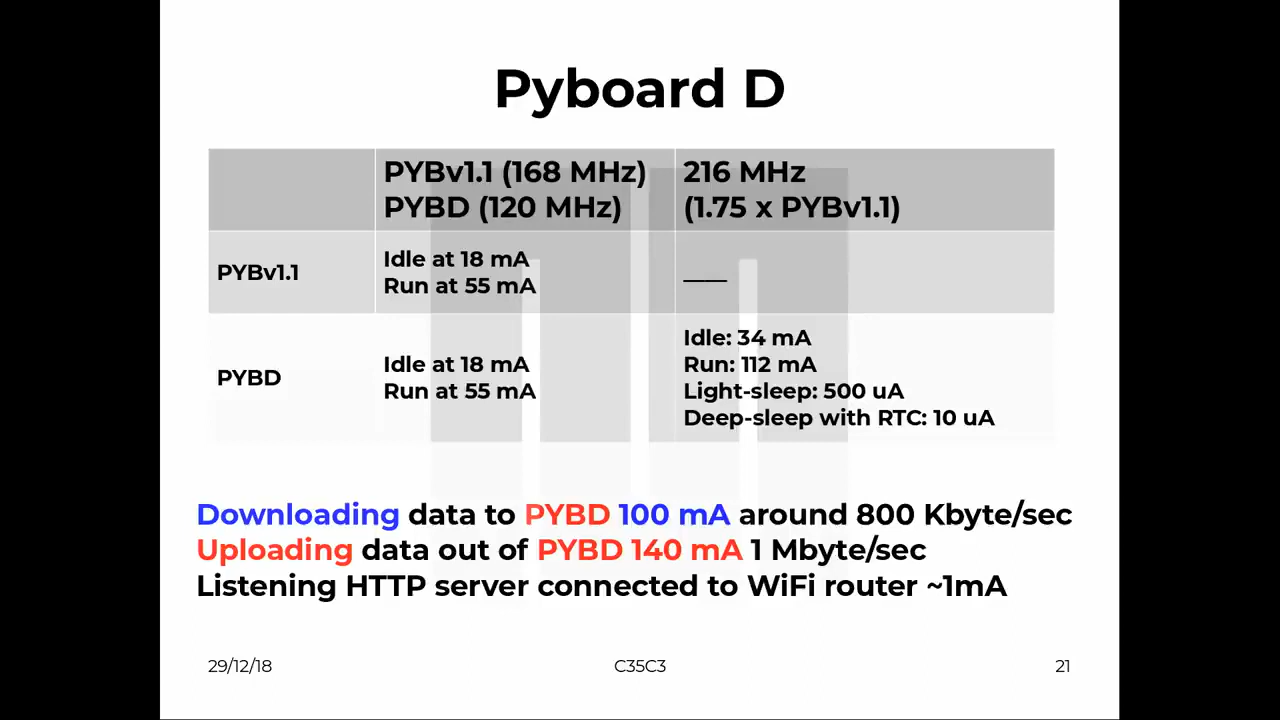 Pyboard D
PYBv1.1 (168 MHz)
PYBD (120 MHz)
216 MHz
(1.75 x PYBv1.1)
PYBv1.1
Idle at 18 mA
Run at 55 mA
——
PYBD
Idle at 18 mA
Run at 55 mA
Idle: 34 mA
Run: 112 mA
Light-sleep: 500 uA
Deep-sleep with RTC: 10 uA
Downloading data to PYBD 100 mA around 800 Kbyte/sec
Uploading data out of PYBD 140 mA 1 Mbyte/sec
Listening HTTP server connected to WiFi router ~1mA
29/12/18
C35C3
21